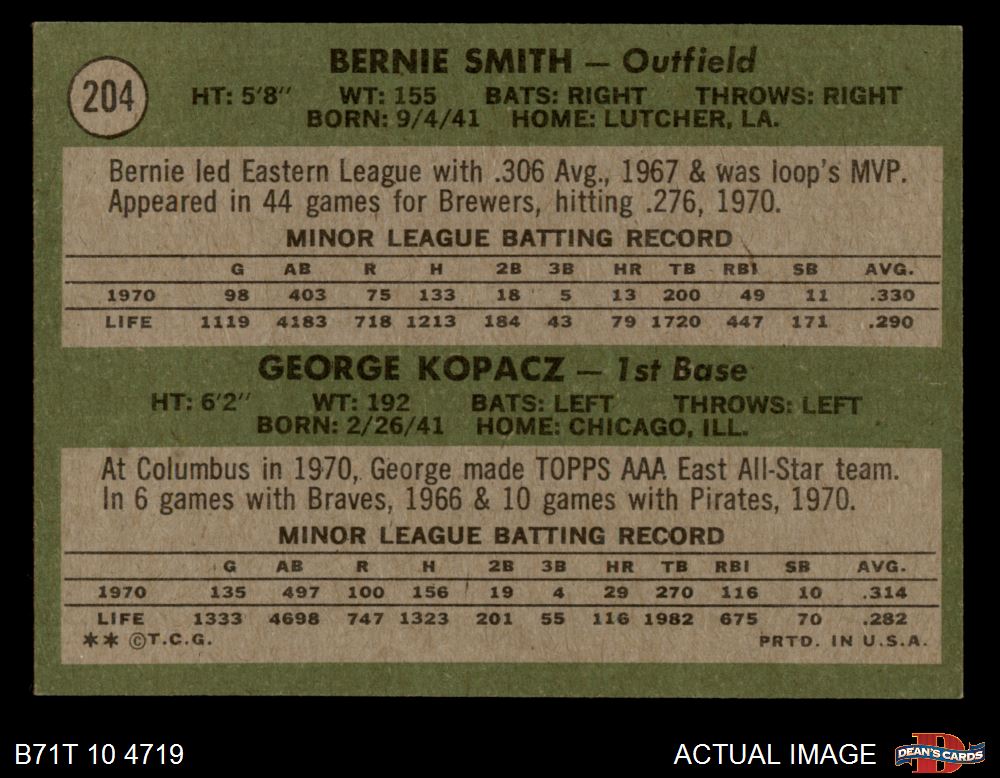 204
BERNIE SMITH — Outfield
HT: 5'8" WT: 155 BATS: RIGHT THROWS: RIGHT
BORN: 9/4/41 HOME: LUTCHER, LA.
Bernie led Eastern League with .306 Avg., 1967 & was loop's MVP.
Appeared in 44 games for Brewers, hitting .276, 1970.
MINOR LEAGUE BATTING RECORD
G AB R H 2B 3B HR TB RBI SB AVG.
1970 98 403 75 133 18 5 13 200 49 11 .330
LIFE 1119 4183 718 1213 184 43 79 1720 447 171 .290
GEORGE KOPACZ — 1st Base
HT: 6'2" WT: 192 BATS: LEFT THROWS: LEFT
BORN: 2/26/41 HOME: CHICAGO, ILL.
At Columbus in 1970, George made TOPPS AAA East All-Star team.
In 6 games with Braves, 1966 & 10 games with Pirates, 1970.
MINOR LEAGUE BATTING RECORD
G AB R H 2B 3B HR TB RBI SB AVG.
1970 135 497 100 156 19 4 29 270 116 10 .314
LIFE 1333 4698 747 1323 201 55 116 1982 675 70 .282
✶✶ ©T.C.G. PRTD. IN U.S.A.
B71T 10 4719 ACTUAL IMAGE DEAN'S CARDS